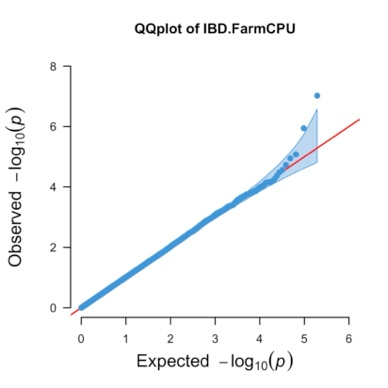 QQplot of IBD.FarmCPU
Observed −log10(p)
8
6
4
2
0
0 1 2 3 4 5 6
Expected −log10(p)